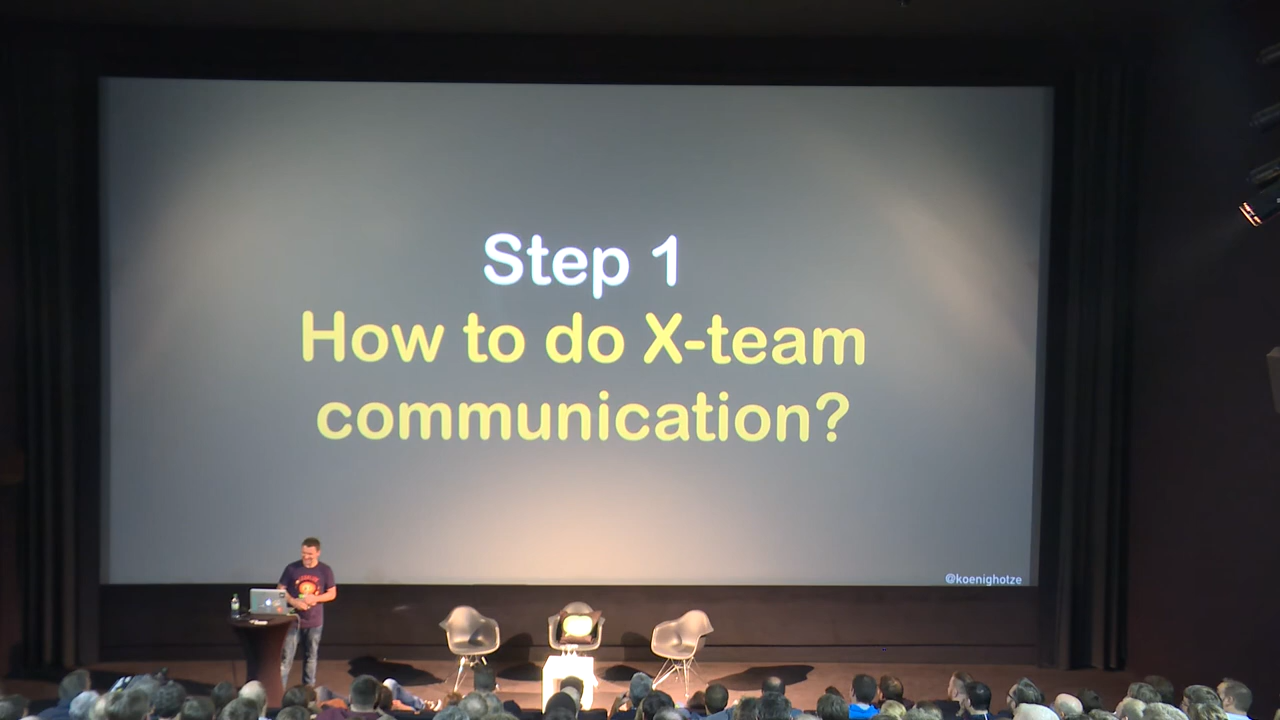 Step 1
How to do X-team
communication?
@koenighotze